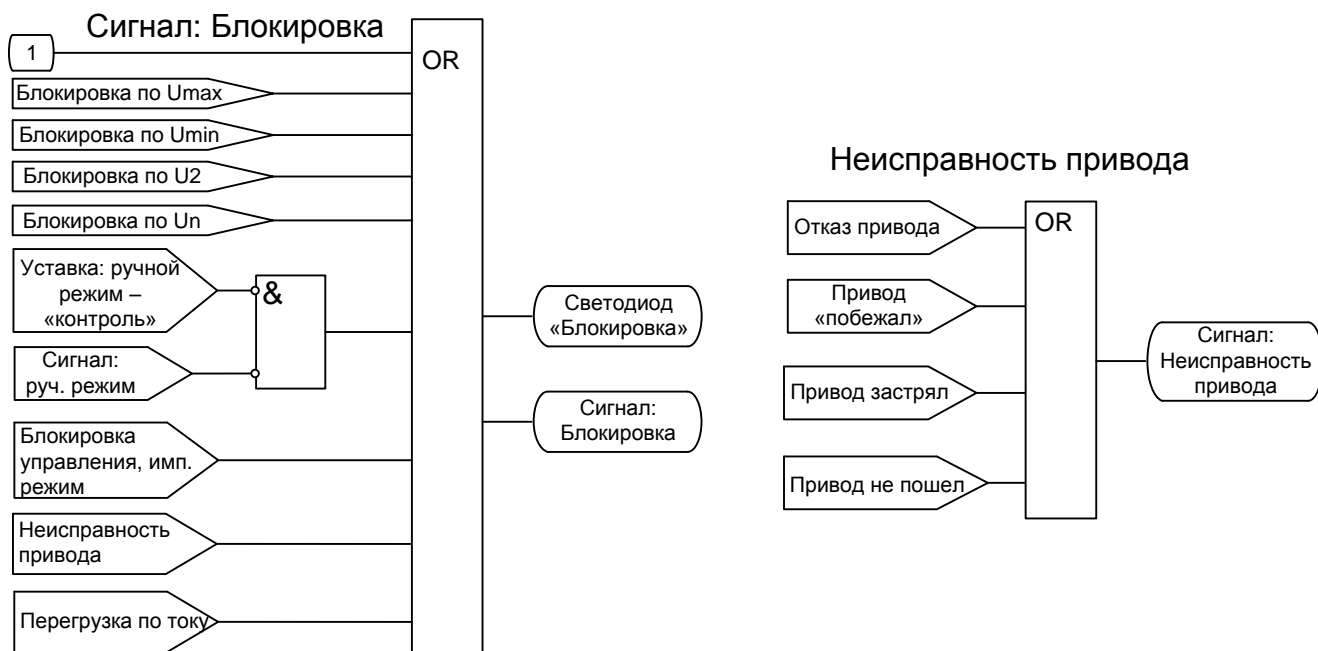 Сигнал: Блокировка
1
OR
Блокировка по Umax
Блокировка по Umin
Блокировка по U2
Блокировка по Un
Уставка: ручной
режим –
«контроль»
&
Сигнал:
руч. режим
Блокировка
управления, имп.
режим
Неисправность
привода
Перегрузка по току
Светодиод
«Блокировка»
Сигнал:
Блокировка
Неисправность привода
Отказ привода
OR
Привод
«побежал»
Привод застрял
Привод не пошел
Сигнал:
Неисправность
привода